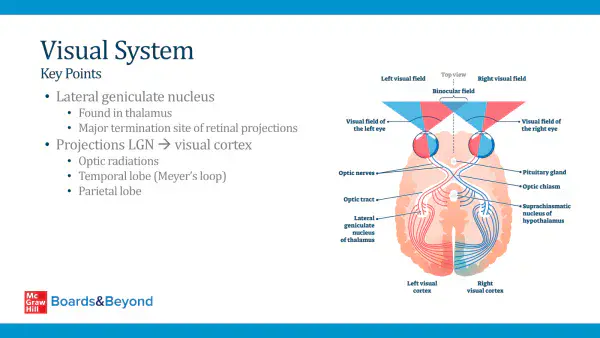 Visual System
Key Points
• Lateral geniculate nucleus
• Found in thalamus
• Major termination site of retinal projections
• Projections LGN → visual cortex
• Optic radiations
• Temporal lobe (Meyer's loop)
• Parietal lobe
Top view
Left visual field
Right visual field
Binocular field
Visual field of
the left eye
Visual field of
the right eye
Optic nerves
Pituitary gland
Optic chiasm
Optic tract
Suprachiasmatic
nucleus of
hypothalamus
Lateral
geniculate
nucleus
of thalamus
Left visual
cortex
Right
visual cortex
Mc
Graw
Hill
Boards&Beyond